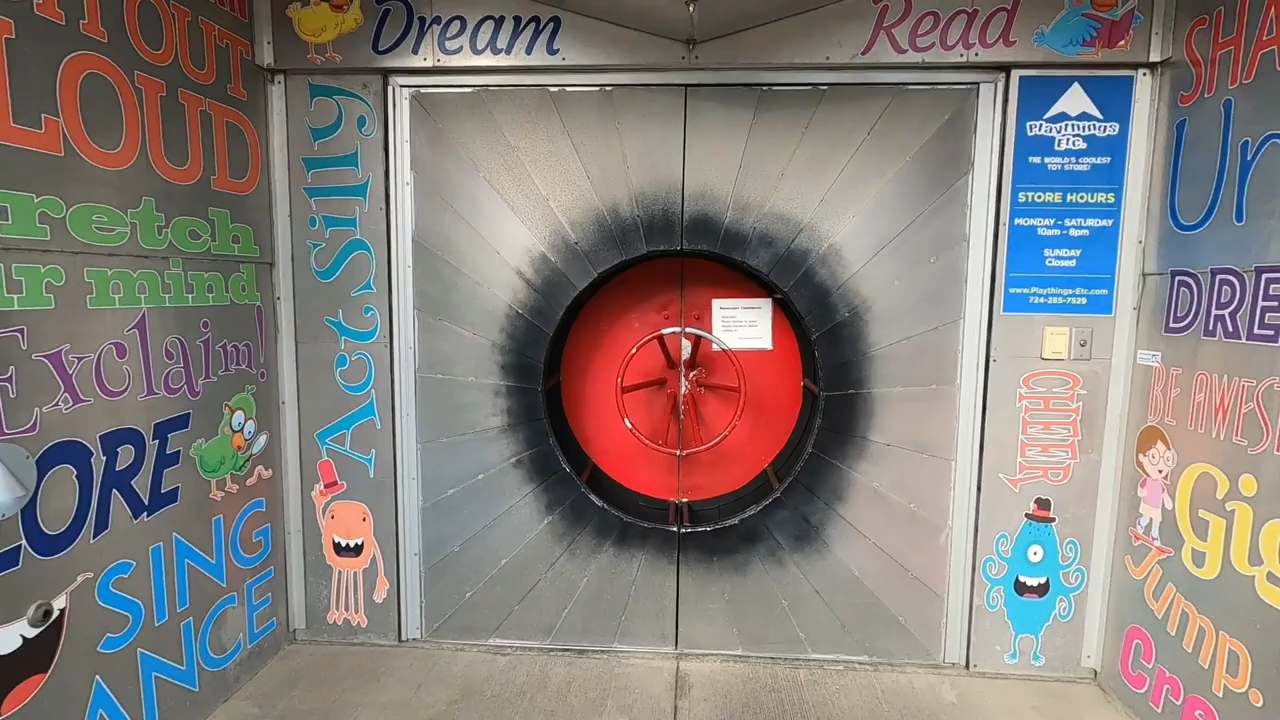 T OUT
LOUD
retch
ur mind
Exclaim!
LORE
SING
ANCE
Dream
Read
Act Silly
Playthings
Etc.
THE WORLD'S COOLEST
TOY STORE!
STORE HOURS
MONDAY – SATURDAY
10am – 8pm
SUNDAY
Closed
www.Playthings-Etc.com
724-285-7529
CHEER
SHA
Un
DRE
BE AWES
Gig
Jump.
Cre